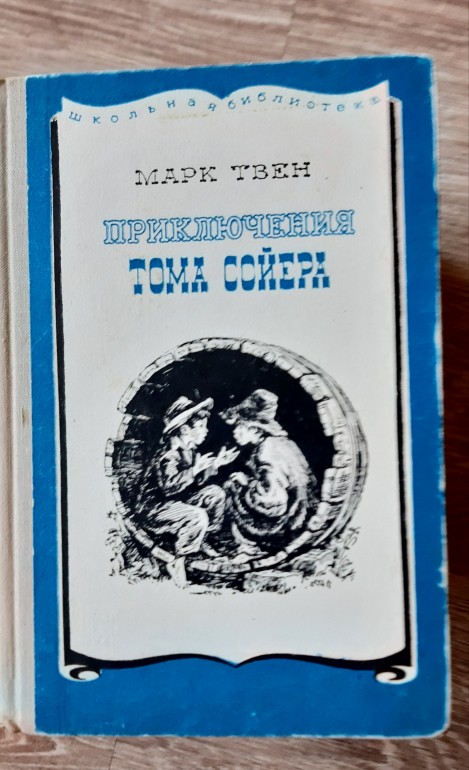 школьная библиотека
МАРК ТВЕН
ПРИКЛЮЧЕНИЯ
ТОМА СОЙЕРА